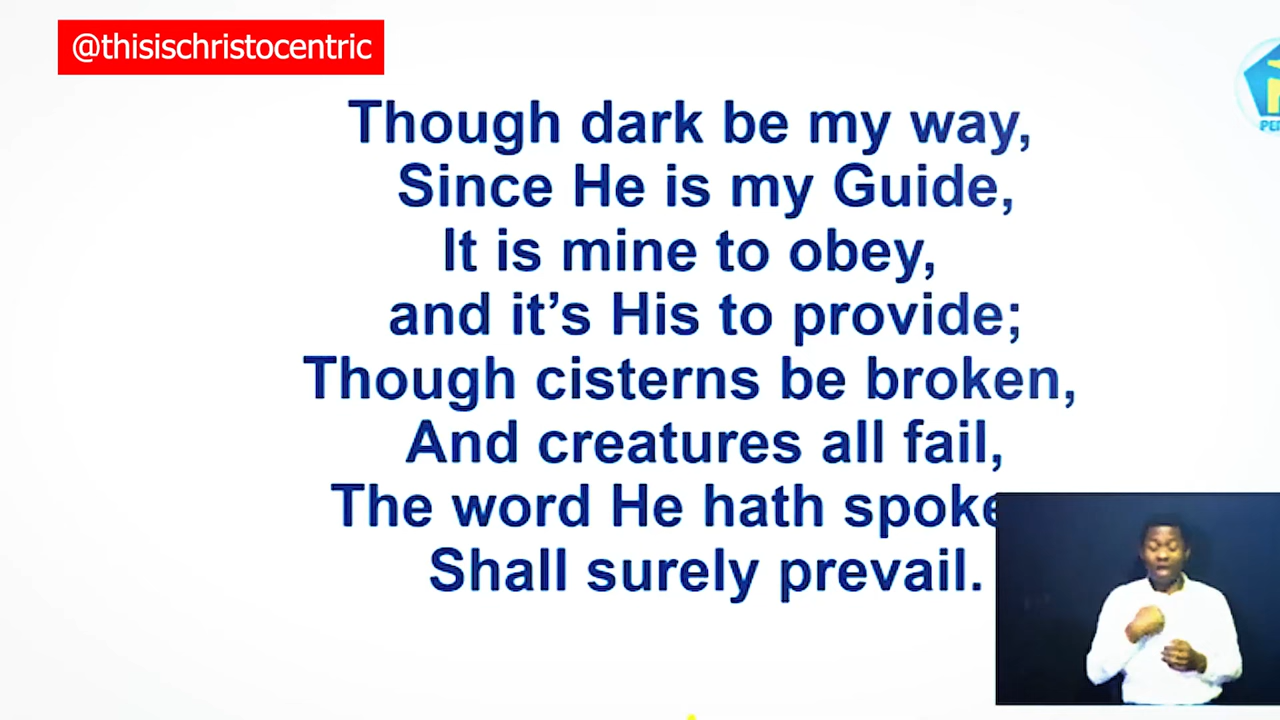 @thisischristocentric
Though dark be my way,
Since He is my Guide,
It is mine to obey,
and it’s His to provide;
Though cisterns be broken,
And creatures all fail,
The word He hath
Shall surely prevail.